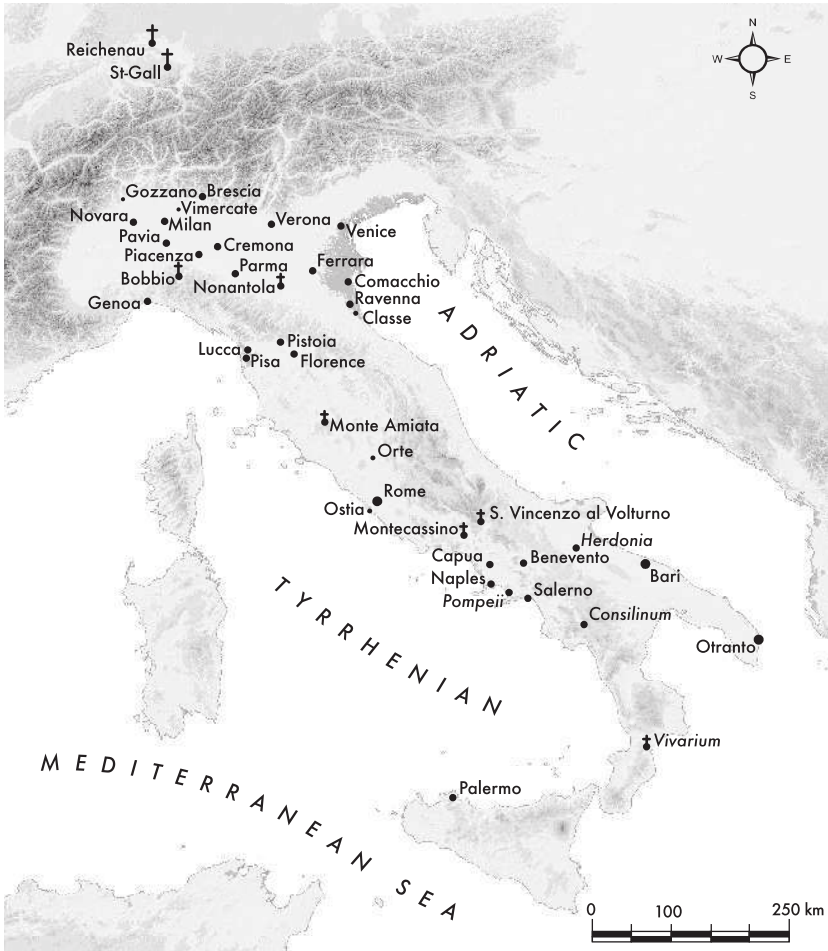 N
W E
S
Reichenau
St-Gall
Gozzano
Brescia
Vimercate
Novara
Milan
Verona
Venice
Pavia
Cremona
Piacenza
Ferrara
Parma
Bobbio
Nonantola
Comacchio
Genoa
Ravenna
Classe
ADRIATIC
Pistoia
Lucca
Pisa
Florence
Monte Amiata
Orte
Rome
Ostia
S. Vincenzo al Volturno
Montecassino
Herdonia
Capua
Benevento
Bari
Naples
Pompeii
Salerno
TYRRHENIAN
Consilinum
Otranto
Vivarium
MEDITERRANEAN SEA
Palermo
0 100 250 km